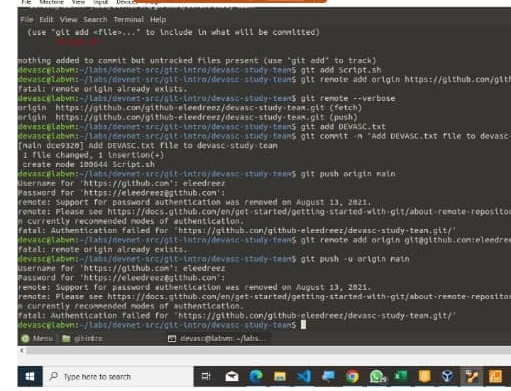 File Machine View Input Devices
File Edit View Search Terminal Help
(use "git add <file>..." to include in what will be committed)
nothing added to commit but untracked files present (use "git add" to track)
devasc@labvm:~/labs/devnet-src/git-intro/devasc-study-team$ git add Script.sh
devasc@labvm:~/labs/devnet-src/git-intro/devasc-study-team$ git remote add origin https://github.com/gith
fatal: remote origin already exists.
devasc@labvm:~/labs/devnet-src/git-intro/devasc-study-team$ git remote --verbose
origin https://github.com/github-eleedreez/devasc-study-team.git (fetch)
origin https://github.com/github-eleedreez/devasc-study-team.git (push)
devasc@labvm:~/labs/devnet-src/git-intro/devasc-study-team$ git add DEVASC.txt
devasc@labvm:~/labs/devnet-src/git-intro/devasc-study-team$ git commit -m "Add DEVASC.txt file to devasc-
[main dce9320] Add DEVASC.txt file to devasc-study-team
1 file changed, 1 insertion(+)
create mode 100644 Script.sh
devasc@labvm:~/labs/devnet-src/git-intro/devasc-study-team$ git push origin main
Username for 'https://github.com': eleedreez
Password for 'https://eleedreez@github.com':
remote: Support for password authentication was removed on August 13, 2021.
remote: Please see https://docs.github.com/en/get-started/getting-started-with-git/about-remote-repositor
n currently recommended modes of authentication.
fatal: Authentication failed for 'https://github.com/github-eleedreez/devasc-study-team.git/'
devasc@labvm:~/labs/devnet-src/git-intro/devasc-study-team$ git remote add origin git@github.com:eleedree
fatal: remote origin already exists.
devasc@labvm:~/labs/devnet-src/git-intro/devasc-study-team$ git push -u origin main
Username for 'https://github.com': eleedreez
Password for 'https://eleedreez@github.com':
remote: Support for password authentication was removed on August 13, 2021.
remote: Please see https://docs.github.com/en/get-started/getting-started-with-git/about-remote-repositor
n currently recommended modes of authentication.
fatal: Authentication failed for 'https://github.com/github-eleedreez/devasc-study-team.git/'
devasc@labvm:~/labs/devnet-src/git-intro/devasc-study-team$
Menu devasc@labvm: ~/labs...
Type here to search